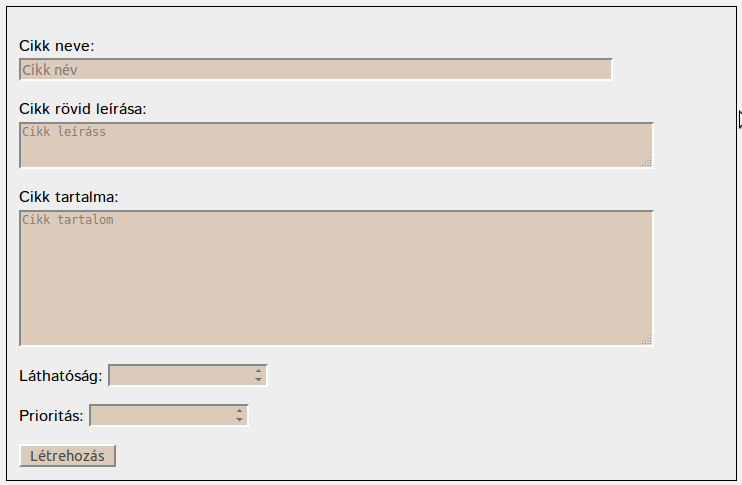 Cikk neve:
Cikk név
Cikk rövid leírása:
Cikk leíráss
Cikk tartalma:
Cikk tartalom
Láthatóság:
Prioritás:
Létrehozás